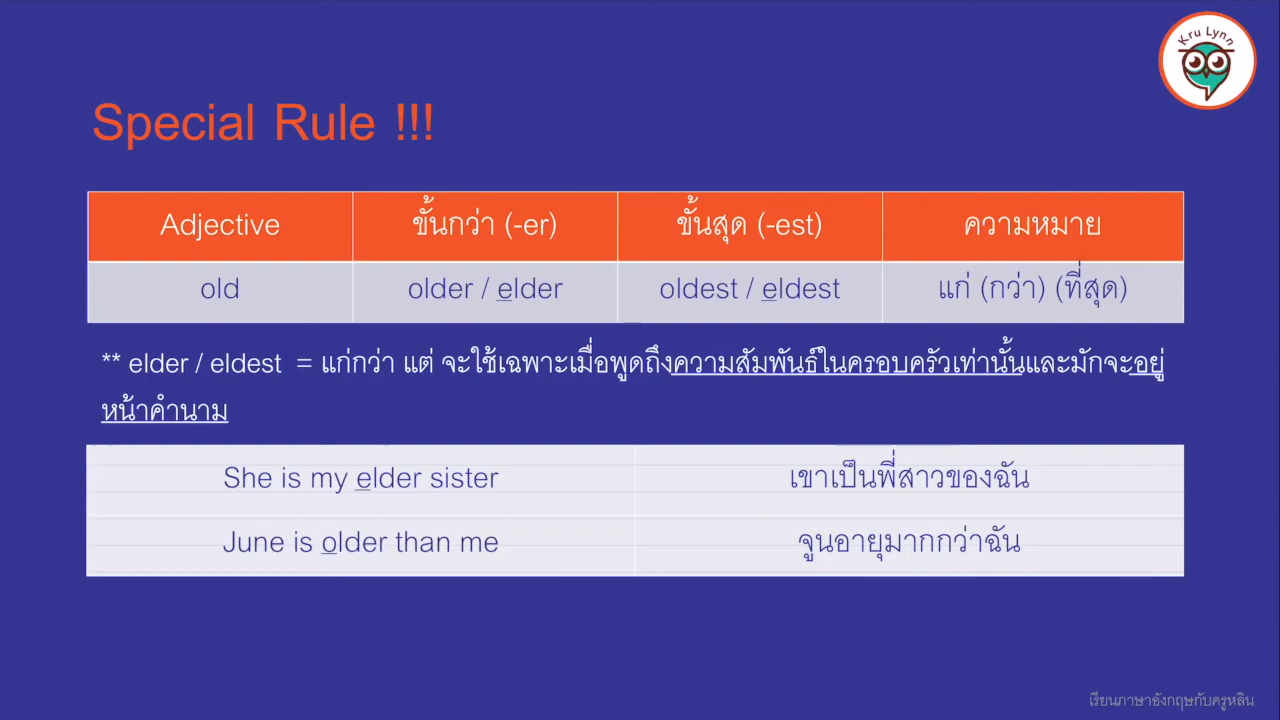 Kru Lynn
Special Rule !!!
Adjective ขั้นกว่า (-er) ขั้นสุด (-est) ความหมาย
old older / elder oldest / eldest แก่ (กว่า) (ที่สุด)
** elder / eldest = แก่กว่า แต่ จะใช้เฉพาะเมื่อพูดถึงความสัมพันธ์ในครอบครัวเท่านั้นและมักจะอยู่
หน้าคำนาม
She is my elder sister เขาเป็นพี่สาวของฉัน
June is older than me จูนอายุมากกว่าฉัน
เรียนภาษาอังกฤษกับครูหลิน